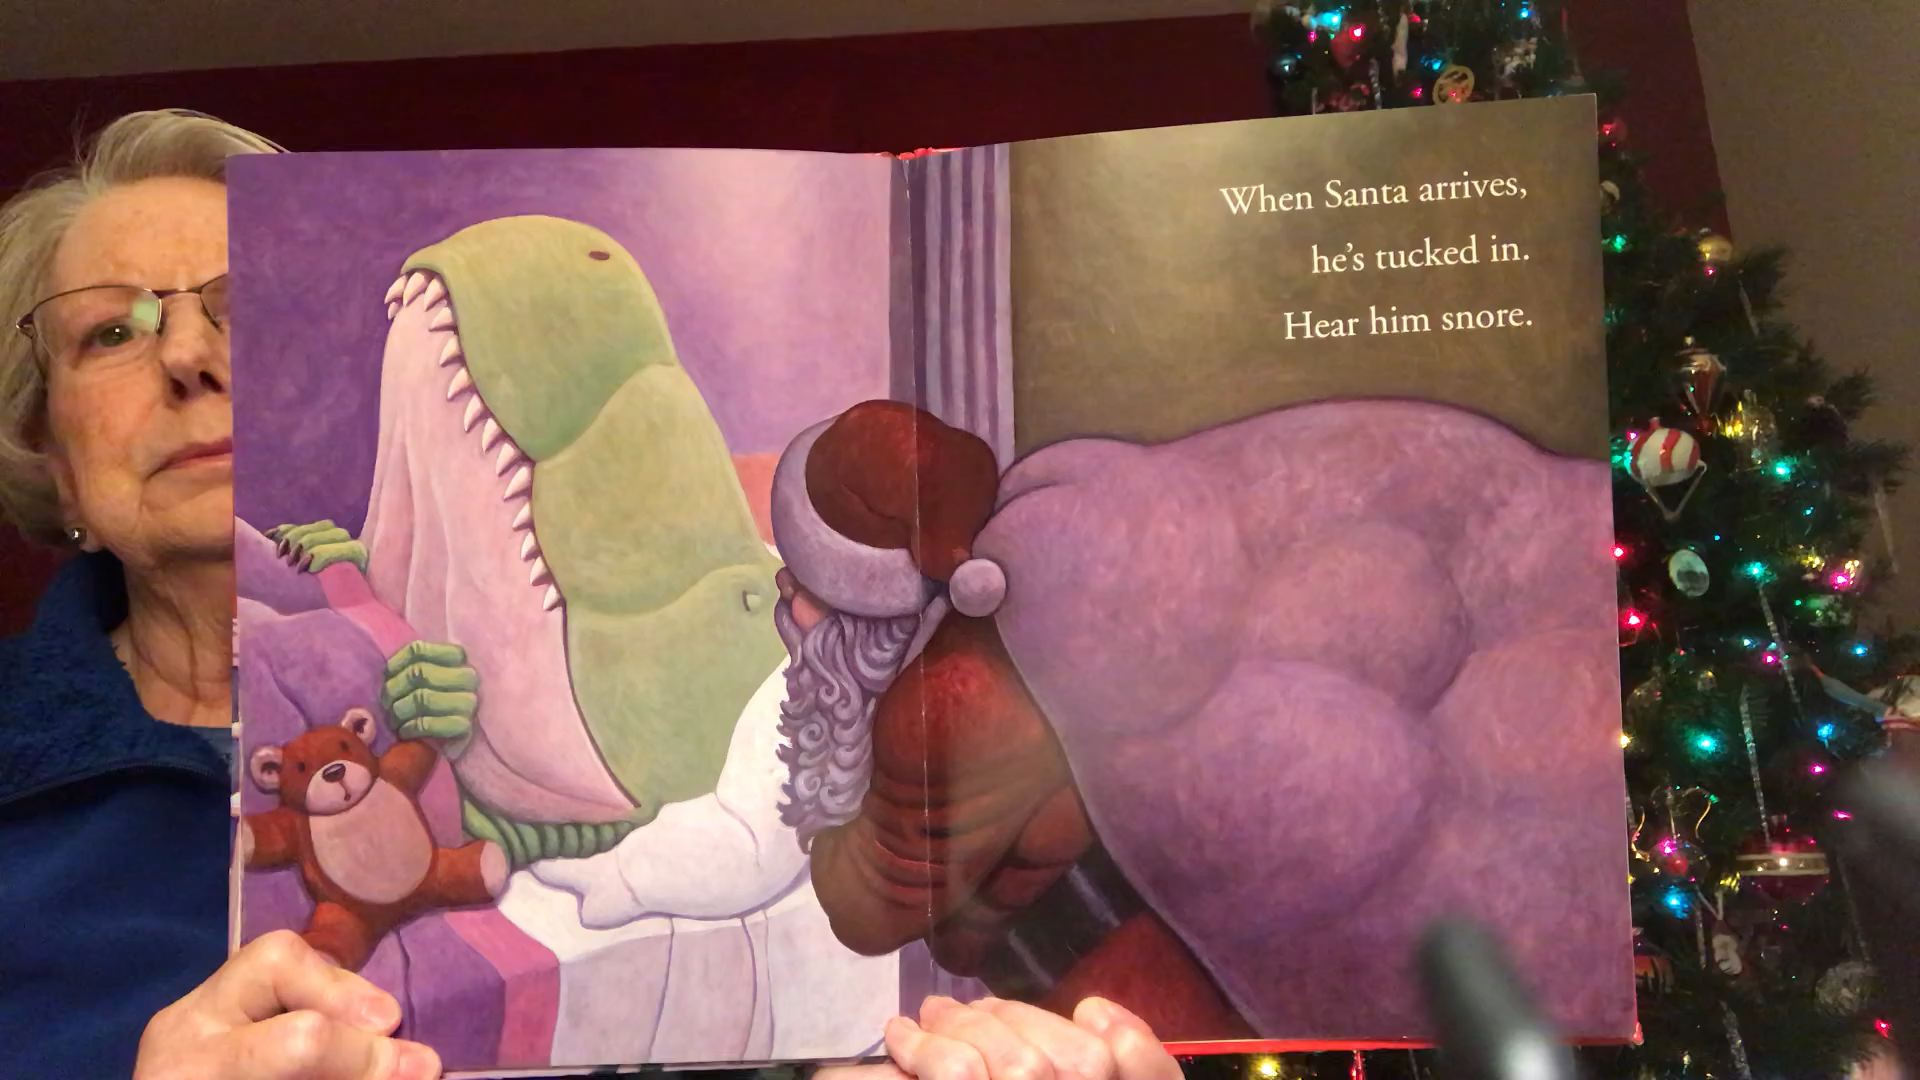 When Santa arrives,
he’s tucked in.
Hear him snore.